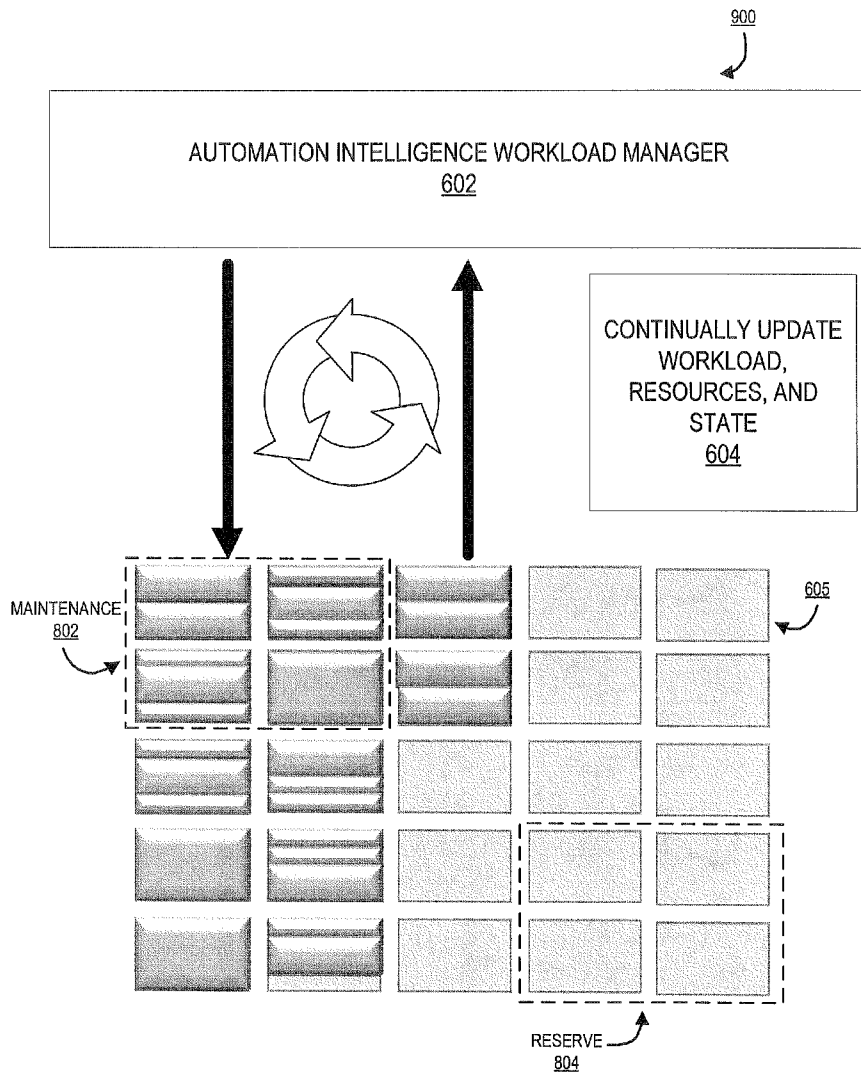 900
AUTOMATION INTELLIGENCE WORKLOAD MANAGER
602
CONTINUALLY UPDATE
WORKLOAD,
RESOURCES, AND
STATE
604
MAINTENANCE
802
605
RESERVE
804